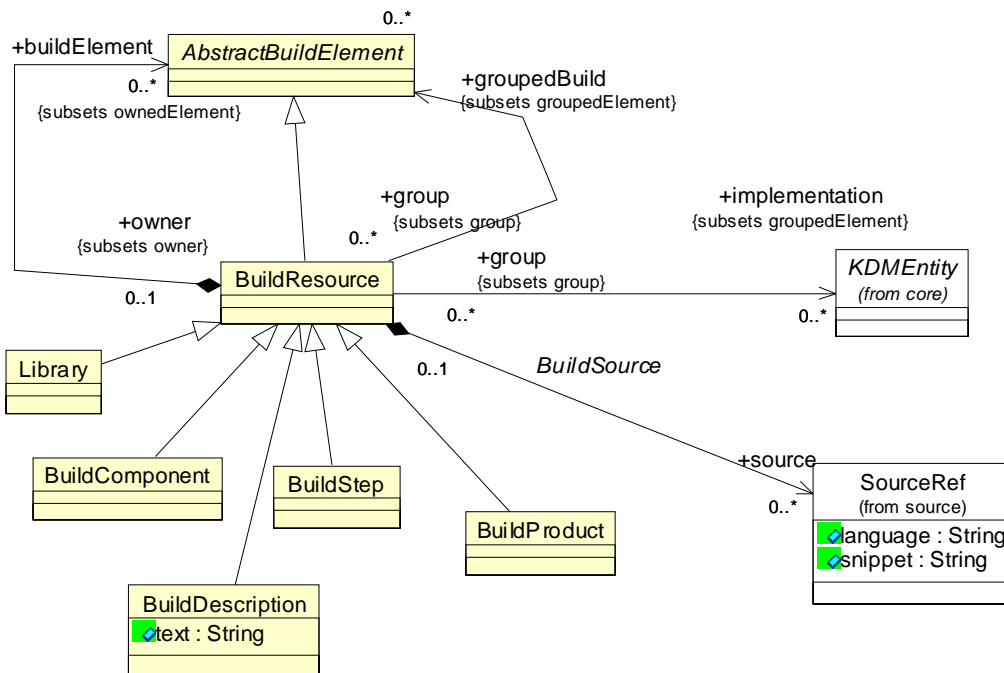 0..*
+buildElement
AbstractBuildElement
0..*
{subsets ownedElement}
+groupedBuild
{subsets groupedElement}
+owner
{subsets owner}
+group
{subsets group}
0..*
+implementation
{subsets groupedElement}
BuildResource
0..1
+group
{subsets group}
0..*
KDMEntity
(from core)
0..*
Library
0..1
BuildSource
BuildComponent
BuildStep
BuildProduct
+source
0..*
SourceRef
(from source)
language : String
snippet : String
BuildDescription
text : String